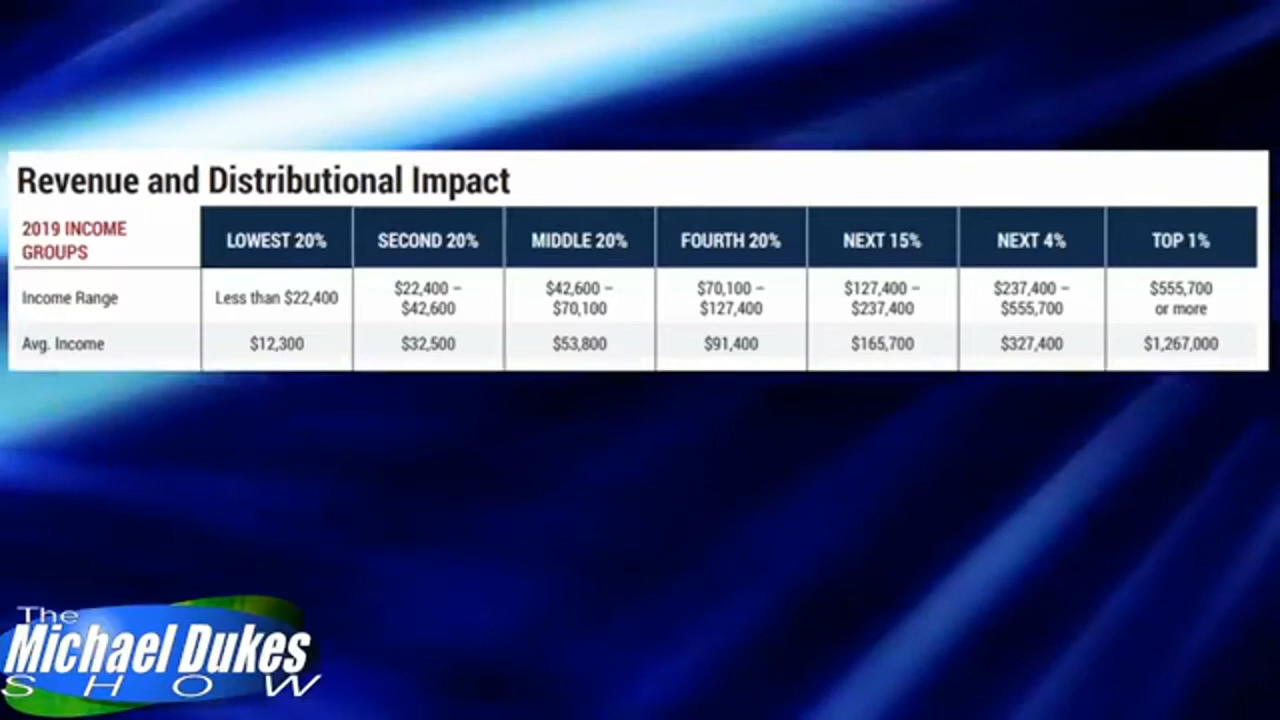 Revenue and Distributional Impact
2019 INCOME
GROUPS
LOWEST 20%
SECOND 20%
MIDDLE 20%
FOURTH 20%
NEXT 15%
NEXT 4%
TOP 1%
Income Range
Less than $22,400
$22,400 –
$42,600
$42,600 –
$70,100
$70,100 –
$127,400
$127,400 –
$237,400
$237,400 –
$555,700
$555,700
or more
Avg. Income
$12,300
$32,500
$53,800
$91,400
$165,700
$327,400
$1,267,000
The
Michael Dukes
SHOW